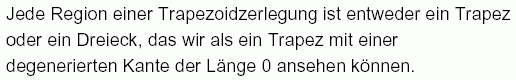 Jede Region einer Trapezoidzerlegung ist entweder ein Trapez
oder ein Dreieck, das wir als ein Trapez mit einer
degenerierten Kante der Länge 0 ansehen können.